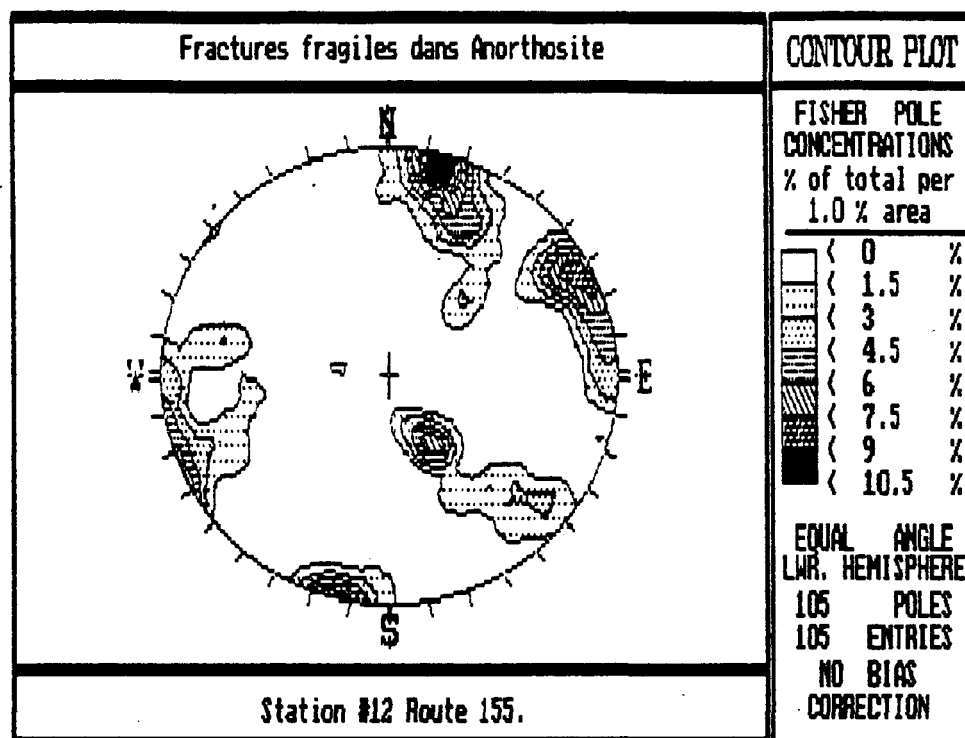 Fractures fragiles dans Anorthosite
N
W
E
S
Station #12 Route 155.
CONTOUR PLOT
FISHER POLE
CONCENTRATIONS
% of total per
1.0 % area
< 0 %
< 1.5 %
< 3 %
< 4.5 %
< 6 %
< 7.5 %
< 9 %
< 10.5 %
EQUAL ANGLE
LWR. HEMISPHERE
105 POLES
105 ENTRIES
NO BIAS
CORRECTION